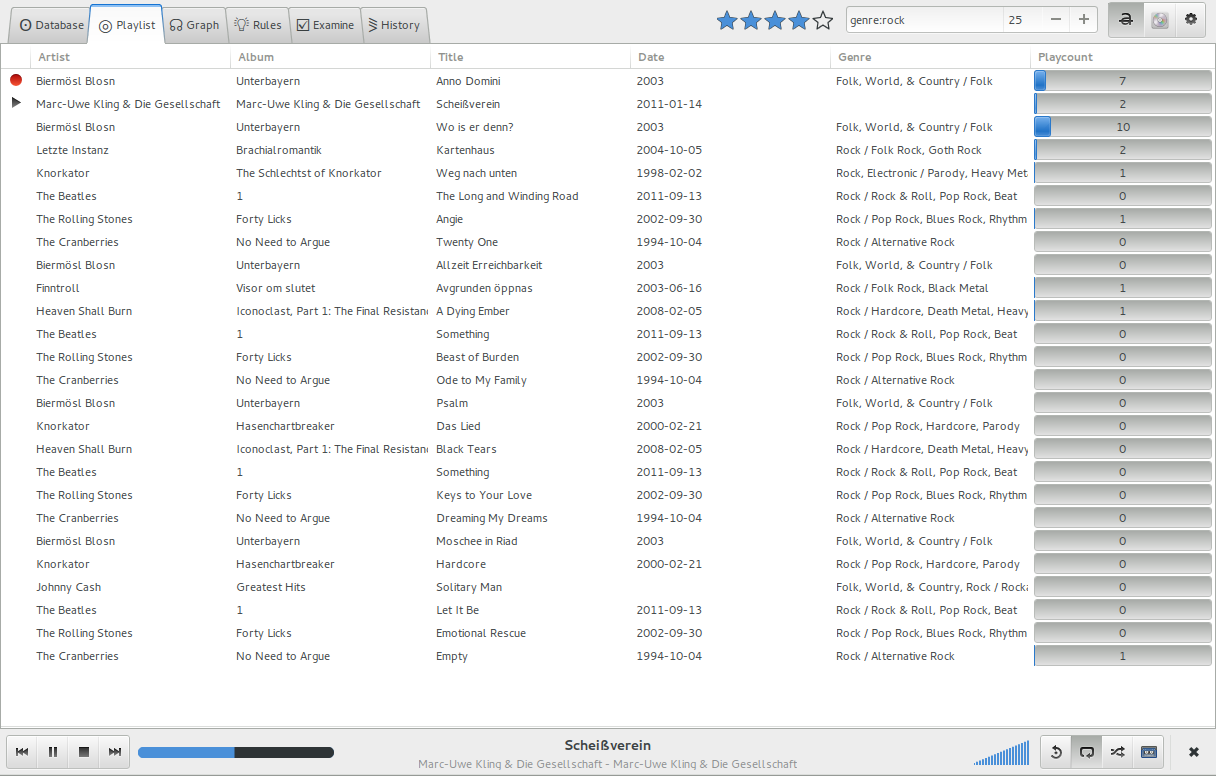 Database Playlist Graph Rules Examine History genre:rock 25
Artist Album Title Date Genre Playcount
Biermösl Blosn Unterbayern Anno Domini 2003 Folk, World, & Country / Folk 7
Marc-Uwe Kling & Die Gesellschaft Marc-Uwe Kling & Die Gesellschaft Scheißverein 2011-01-14 2
Biermösl Blosn Unterbayern Wo is er denn? 2003 Folk, World, & Country / Folk 10
Letzte Instanz Brachialromantik Kartenhaus 2004-10-05 Rock / Folk Rock, Goth Rock 2
Knorkator The Schlechtst of Knorkator Weg nach unten 1998-02-02 Rock, Electronic / Parody, Heavy Met 1
The Beatles 1 The Long and Winding Road 2011-09-13 Rock / Rock & Roll, Pop Rock, Beat 0
The Rolling Stones Forty Licks Angie 2002-09-30 Rock / Pop Rock, Blues Rock, Rhythm 1
The Cranberries No Need to Argue Twenty One 1994-10-04 Rock / Alternative Rock 0
Biermösl Blosn Unterbayern Allzeit Erreichbarkeit 2003 Folk, World, & Country / Folk 0
Finntroll Visor om slutet Avgrunden öppnas 2003-06-16 Rock / Folk Rock, Black Metal 1
Heaven Shall Burn Iconoclast, Part 1: The Final Resistan A Dying Ember 2008-02-05 Rock / Hardcore, Death Metal, Heavy 1
The Beatles 1 Something 2011-09-13 Rock / Rock & Roll, Pop Rock, Beat 0
The Rolling Stones Forty Licks Beast of Burden 2002-09-30 Rock / Pop Rock, Blues Rock, Rhythm 0
The Cranberries No Need to Argue Ode to My Family 1994-10-04 Rock / Alternative Rock 0
Biermösl Blosn Unterbayern Psalm 2003 Folk, World, & Country / Folk 0
Knorkator Hasenchartbreaker Das Lied 2000-02-21 Rock / Pop Rock, Hardcore, Parody 0
Heaven Shall Burn Iconoclast, Part 1: The Final Resistan Black Tears 2008-02-05 Rock / Hardcore, Death Metal, Heavy 0
The Beatles 1 Something 2011-09-13 Rock / Rock & Roll, Pop Rock, Beat 0
The Rolling Stones Forty Licks Keys to Your Love 2002-09-30 Rock / Pop Rock, Blues Rock, Rhythm 0
The Cranberries No Need to Argue Dreaming My Dreams 1994-10-04 Rock / Alternative Rock 0
Biermösl Blosn Unterbayern Moschee in Riad 2003 Folk, World, & Country / Folk 0
Knorkator Hasenchartbreaker Hardcore 2000-02-21 Rock / Pop Rock, Hardcore, Parody 0
Johnny Cash Greatest Hits Solitary Man Folk, World, & Country, Rock / Rocka 0
The Beatles 1 Let It Be 2011-09-13 Rock / Rock & Roll, Pop Rock, Beat 0
The Rolling Stones Forty Licks Emotional Rescue 2002-09-30 Rock / Pop Rock, Blues Rock, Rhythm 0
The Cranberries No Need to Argue Empty 1994-10-04 Rock / Alternative Rock 1
Scheißverein
Marc-Uwe Kling & Die Gesellschaft - Marc-Uwe Kling & Die Gesellschaft